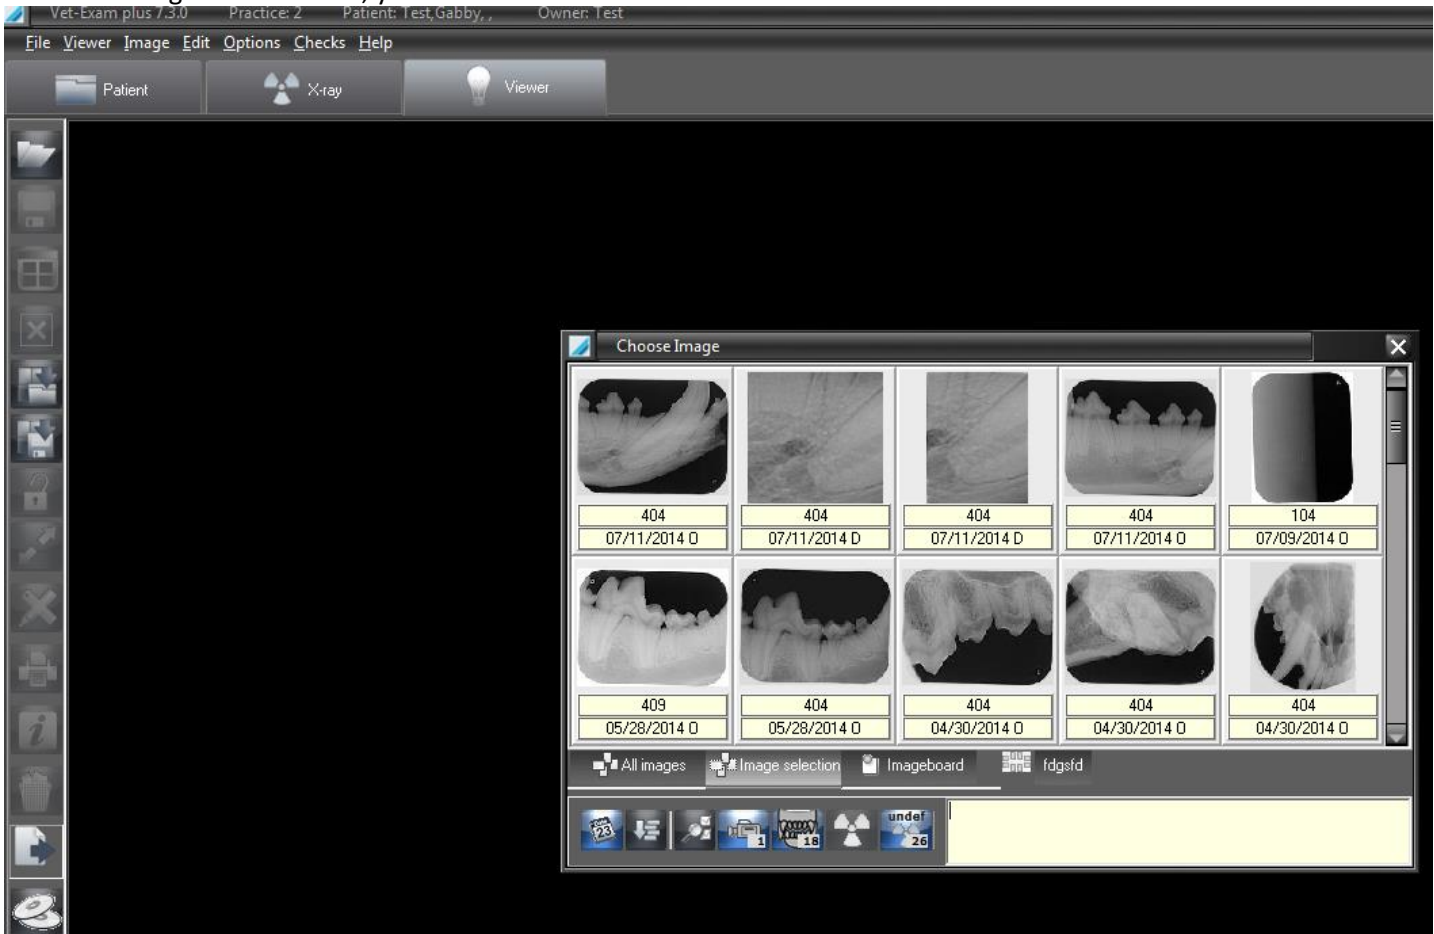 Vet-Exam plus 7.3.0 Practice: 2 Patient: Test,Gabby, , Owner: Test
File Viewer Image Edit Options Checks Help
Patient X-ray Viewer
Choose Image
404 404 404 404 104
07/11/2014 O 07/11/2014 D 07/11/2014 D 07/11/2014 O 07/09/2014 O
409 404 404 404 404
05/28/2014 O 05/28/2014 O 04/30/2014 O 04/30/2014 O 04/30/2014 O
All images Image selection Imageboard fdgsfd
23 1 18 undef 26